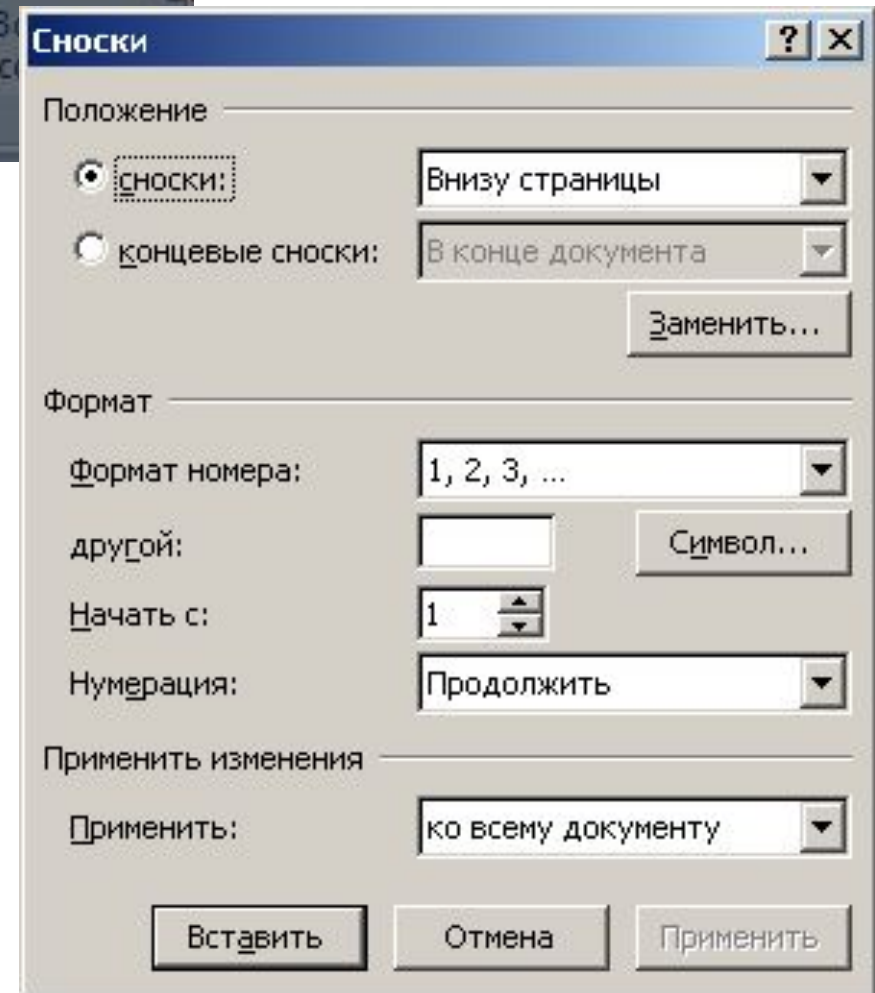 Сноски
Положение
сноски: Внизу страницы
концевые сноски: В конце документа
Заменить...
Формат
Формат номера: 1, 2, 3, ...
другой: Символ...
Начать с: 1
Нумерация: Продолжить
Применить изменения
Применить: ко всему документу
Вставить Отмена Применить